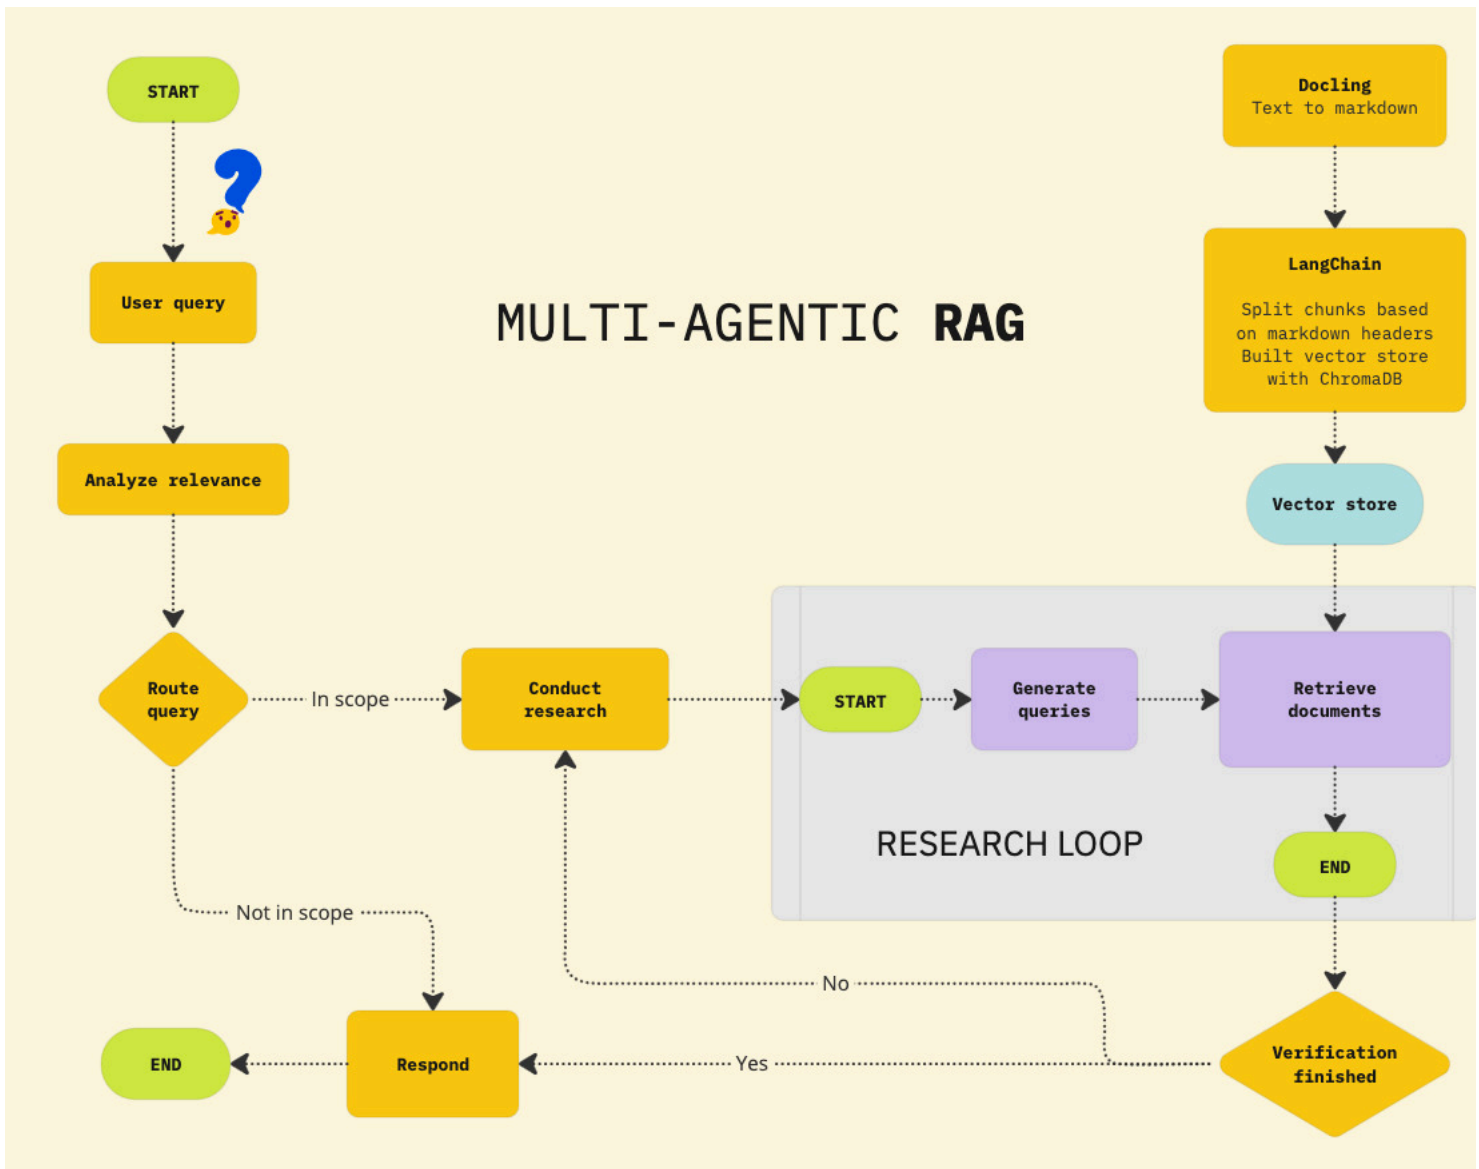 START
User query
Analyze relevance
Route
query
In scope
Not in scope
MULTI-AGENTIC RAG
Conduct
research
Docling
Text to markdown
LangChain
Split chunks based
on markdown headers
Built vector store
with ChromaDB
Vector store
START
Generate
queries
Retrieve
documents
RESEARCH LOOP
END
Verification
finished
No
Yes
Respond
END